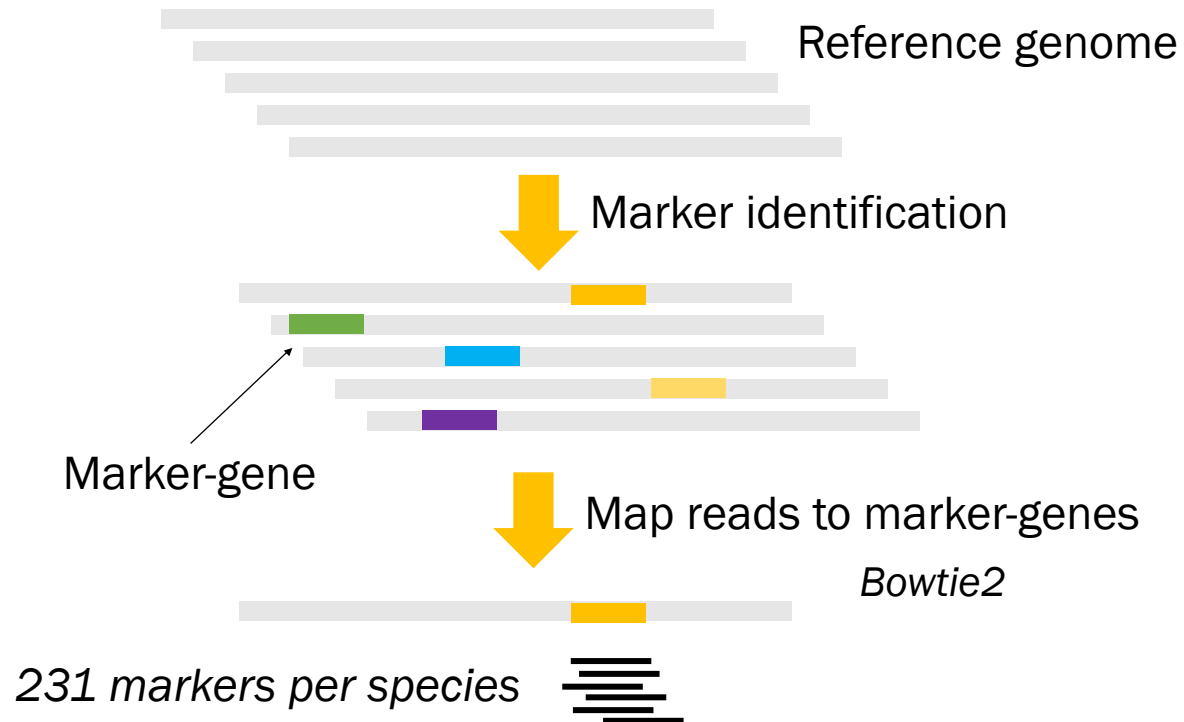 Reference genome
Marker identification
Marker-gene
Map reads to marker-genes
Bowtie2
231 markers per species